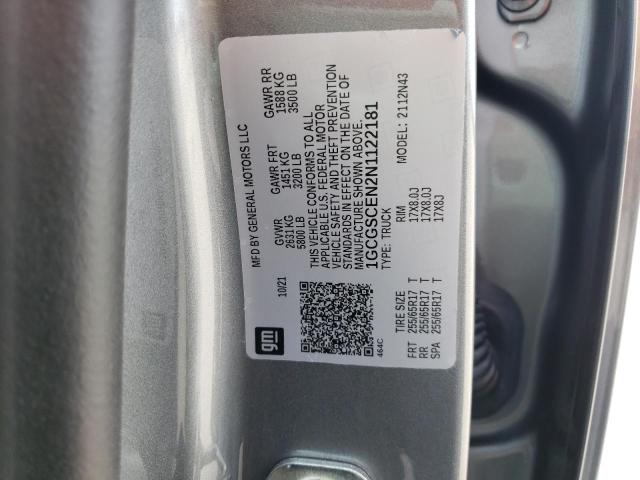 gm
MFD BY GENERAL MOTORS LLC
10/21
GVWR GAWR FRT GAWR RR
2631 KG 1451 KG 1588 KG
5800 LB 3200 LB 3500 LB
THIS VEHICLE CONFORMS TO ALL
APPLICABLE U.S. FEDERAL MOTOR
VEHICLE SAFETY AND THEFT PREVENTION
STANDARDS IN EFFECT ON THE DATE OF
MANUFACTURE SHOWN ABOVE.
1GCGSCEN2N1122181
TYPE: TRUCK MODEL: 2112N43
464C
TIRE SIZE RIM
FRT 255/65R17 T 17X8.0J
RR 255/65R17 T 17X8.0J
SPA 255/65R17 T 17X8J